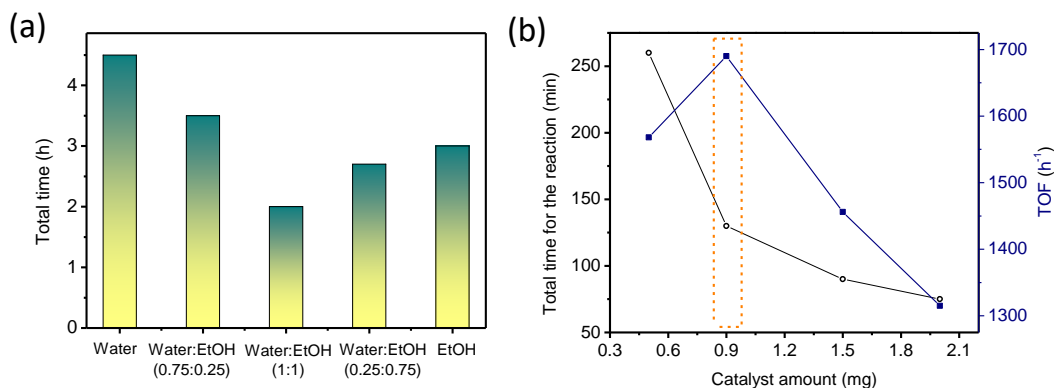 (a)
Total time (h)
4
3
2
1
0
Water
Water:EtOH
(0.75:0.25)
Water:EtOH
(1:1)
Water:EtOH
(0.25:0.75)
EtOH
(b)
Total time for the reaction (min)
250
200
150
100
50
0.3 0.6 0.9 1.2 1.5 1.8 2.1
Catalyst amount (mg)
1700
1600
1500
1400
1300
TOF (h⁻¹)